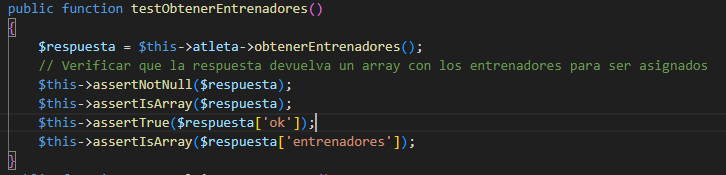 public function testObtenerEntrenadores()
{
$respuesta = $this->atleta->obtenerEntrenadores();
// Verificar que la respuesta devuelva un array con los entrenadores para ser asignados
$this->assertNotNull($respuesta);
$this->assertIsArray($respuesta);
$this->assertTrue($respuesta['ok']);
$this->assertIsArray($respuesta['entrenadores']);
}